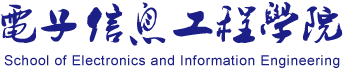 電子信息工程學院
School of Electronics and Information Engineering